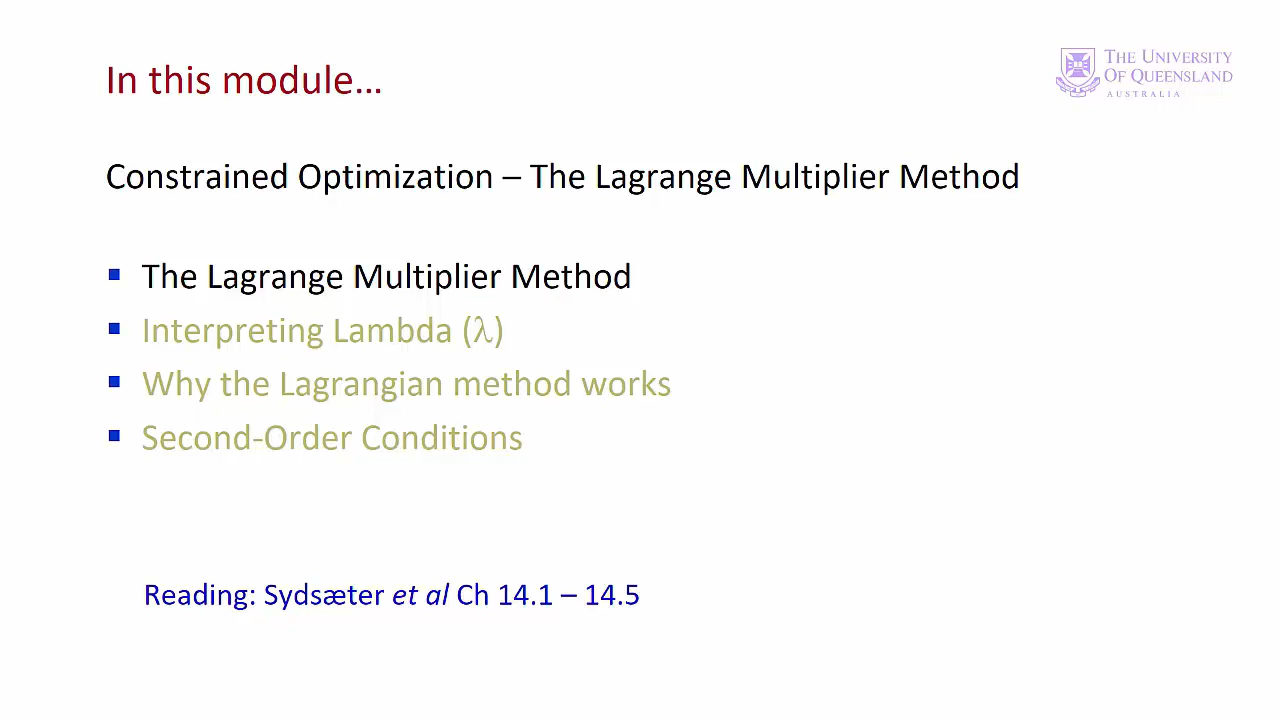 In this module…
THE UNIVERSITY
OF QUEENSLAND
AUSTRALIA
Constrained Optimization – The Lagrange Multiplier Method
The Lagrange Multiplier Method
Interpreting Lambda (λ)
Why the Lagrangian method works
Second-Order Conditions
Reading: Sydsæter et al Ch 14.1 – 14.5